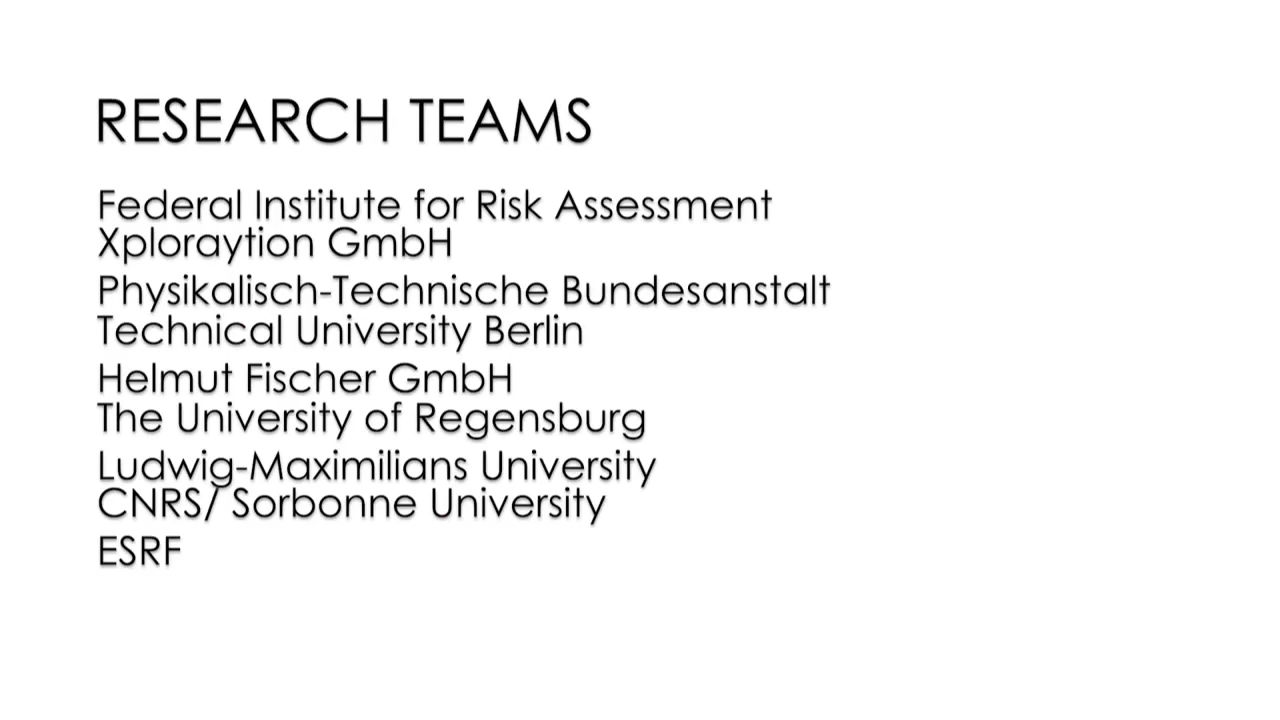 RESEARCH TEAMS
Federal Institute for Risk Assessment
Xploraytion GmbH
Physikalisch-Technische Bundesanstalt
Technical University Berlin
Helmut Fischer GmbH
The University of Regensburg
Ludwig-Maximilians University
CNRS/ Sorbonne University
ESRF